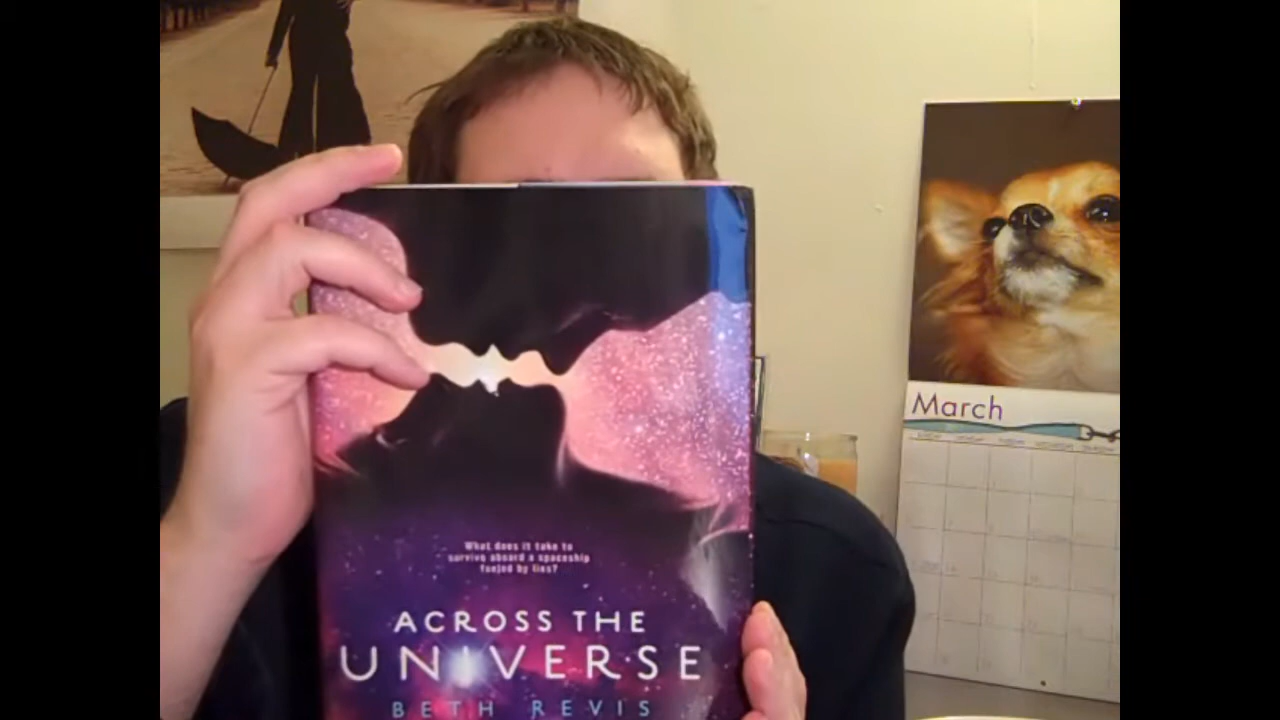 What does it take to
survive aboard a spaceship
fueled by lies?
ACROSS THE
UNIVERSE
BETH REVIS
March